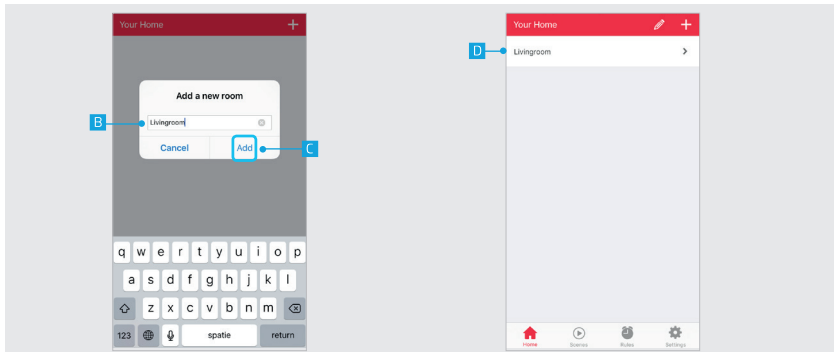 Your Home +
Add a new room
B
Livingroom
Cancel Add
C
q w e r t y u i o p
a s d f g h j k l
z x c v b n m
123 spatie return
Your Home +
D
Livingroom
Home Scenes Rules Settings